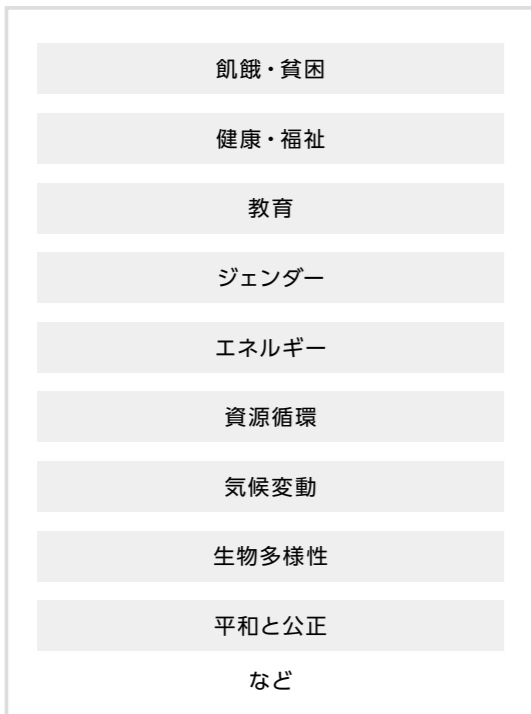 飢餓・貧困
健康・福祉
教育
ジェンダー
エネルギー
資源循環
気候変動
生物多様性
平和と公正
など